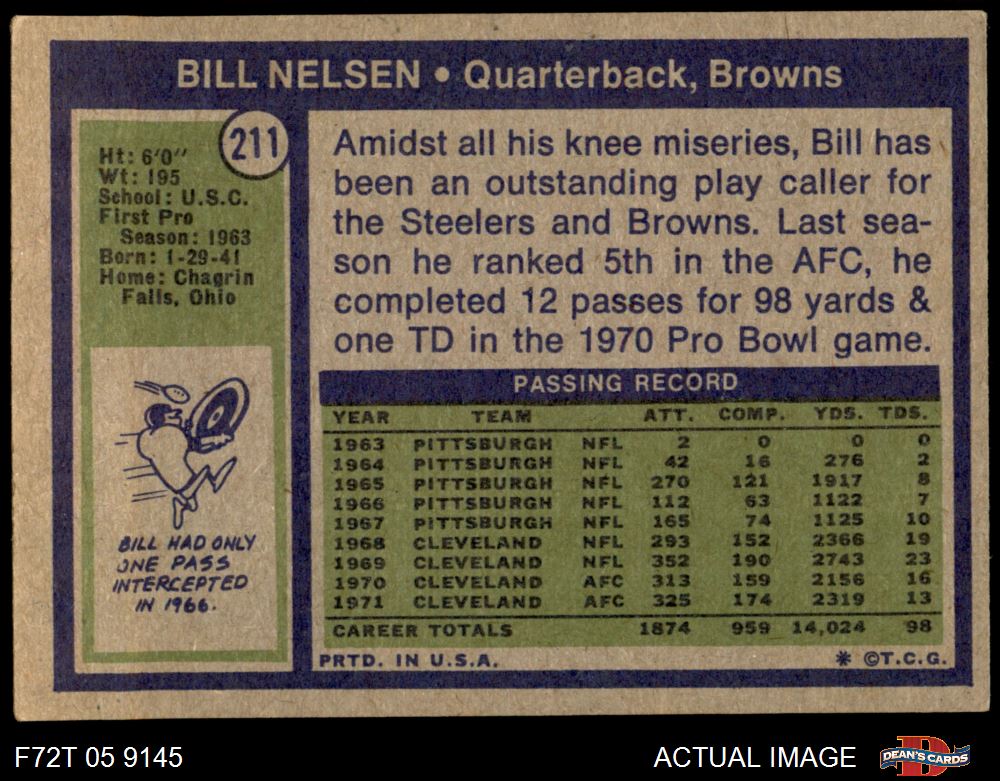 BILL NELSEN • Quarterback, Browns
211
Ht: 6'0"
Wt: 195
School: U.S.C.
First Pro
Season: 1963
Born: 1-29-41
Home: Chagrin
Falls, Ohio
BILL HAD ONLY
ONE PASS
INTERCEPTED
IN 1966.
Amidst all his knee miseries, Bill has
been an outstanding play caller for
the Steelers and Browns. Last sea-
son he ranked 5th in the AFC, he
completed 12 passes for 98 yards &
one TD in the 1970 Pro Bowl game.
PASSING RECORD
YEAR TEAM ATT. COMP. YDS. TDS.
1963 PITTSBURGH NFL 2 0 0 0
1964 PITTSBURGH NFL 42 16 276 2
1965 PITTSBURGH NFL 270 121 1917 8
1966 PITTSBURGH NFL 112 63 1122 7
1967 PITTSBURGH NFL 165 74 1125 10
1968 CLEVELAND NFL 293 152 2366 19
1969 CLEVELAND NFL 352 190 2743 23
1970 CLEVELAND AFC 313 159 2156 16
1971 CLEVELAND AFC 325 174 2319 13
CAREER TOTALS 1874 959 14,024 98
PRTD. IN U.S.A. * ©T.C.G.
F72T 05 9145 ACTUAL IMAGE DEAN'S CARDS